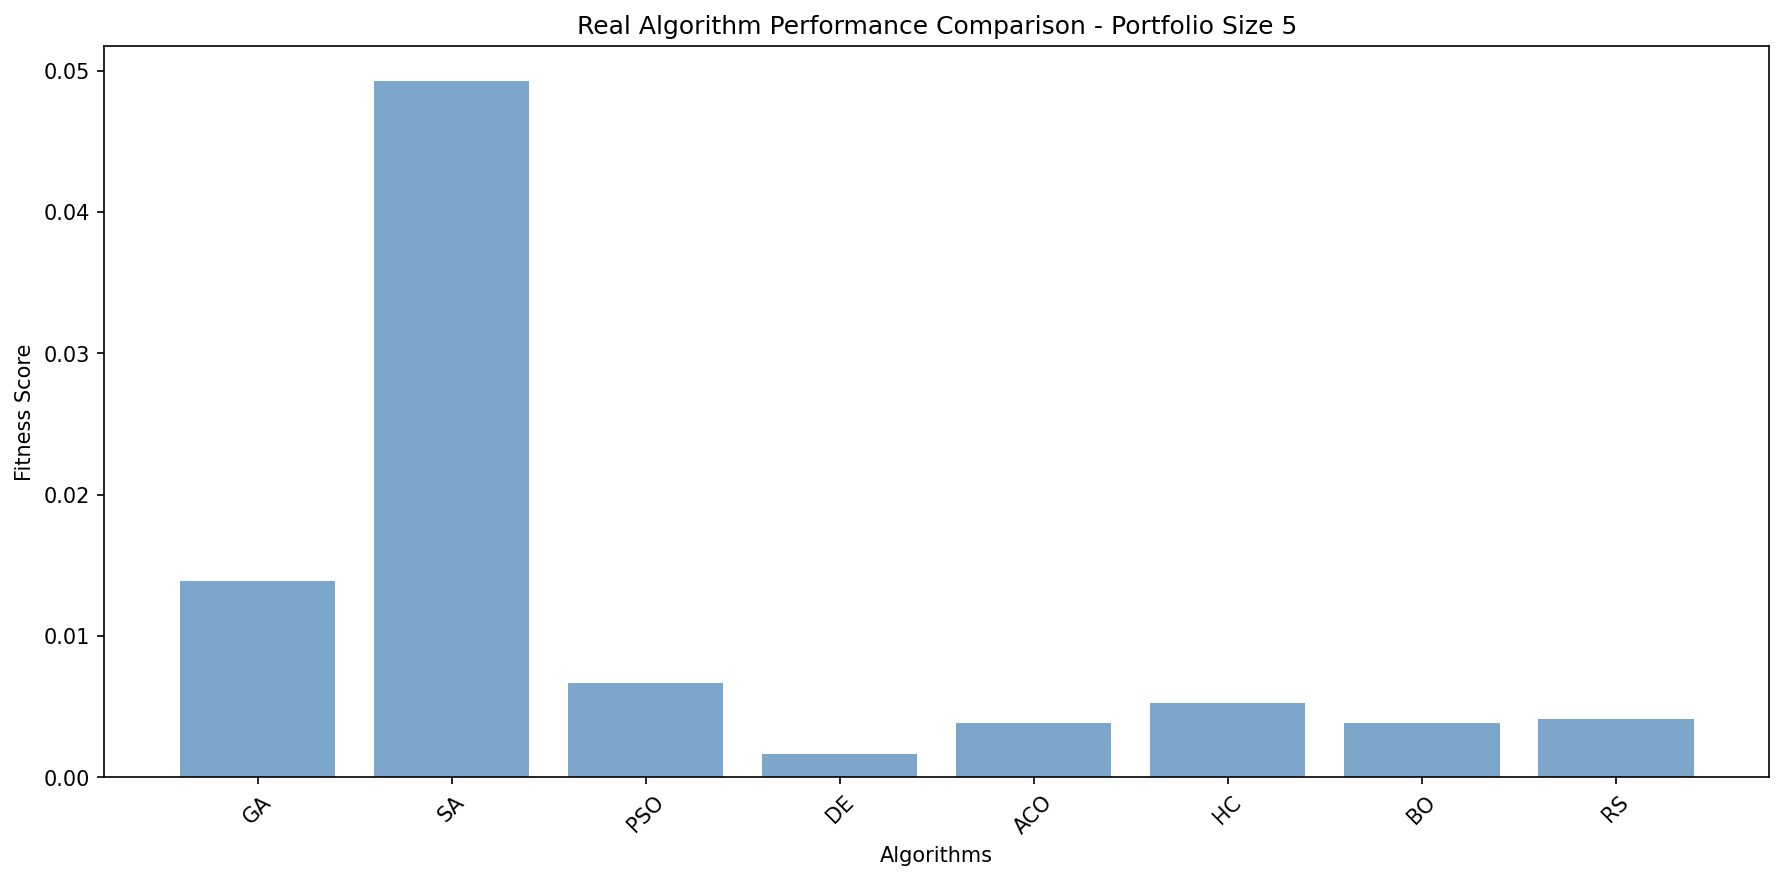 Real Algorithm Performance Comparison - Portfolio Size 5
Fitness Score
0.05
0.04
0.03
0.02
0.01
0.00
GA
SA
PSO
DE
ACO
HC
BO
RS
Algorithms